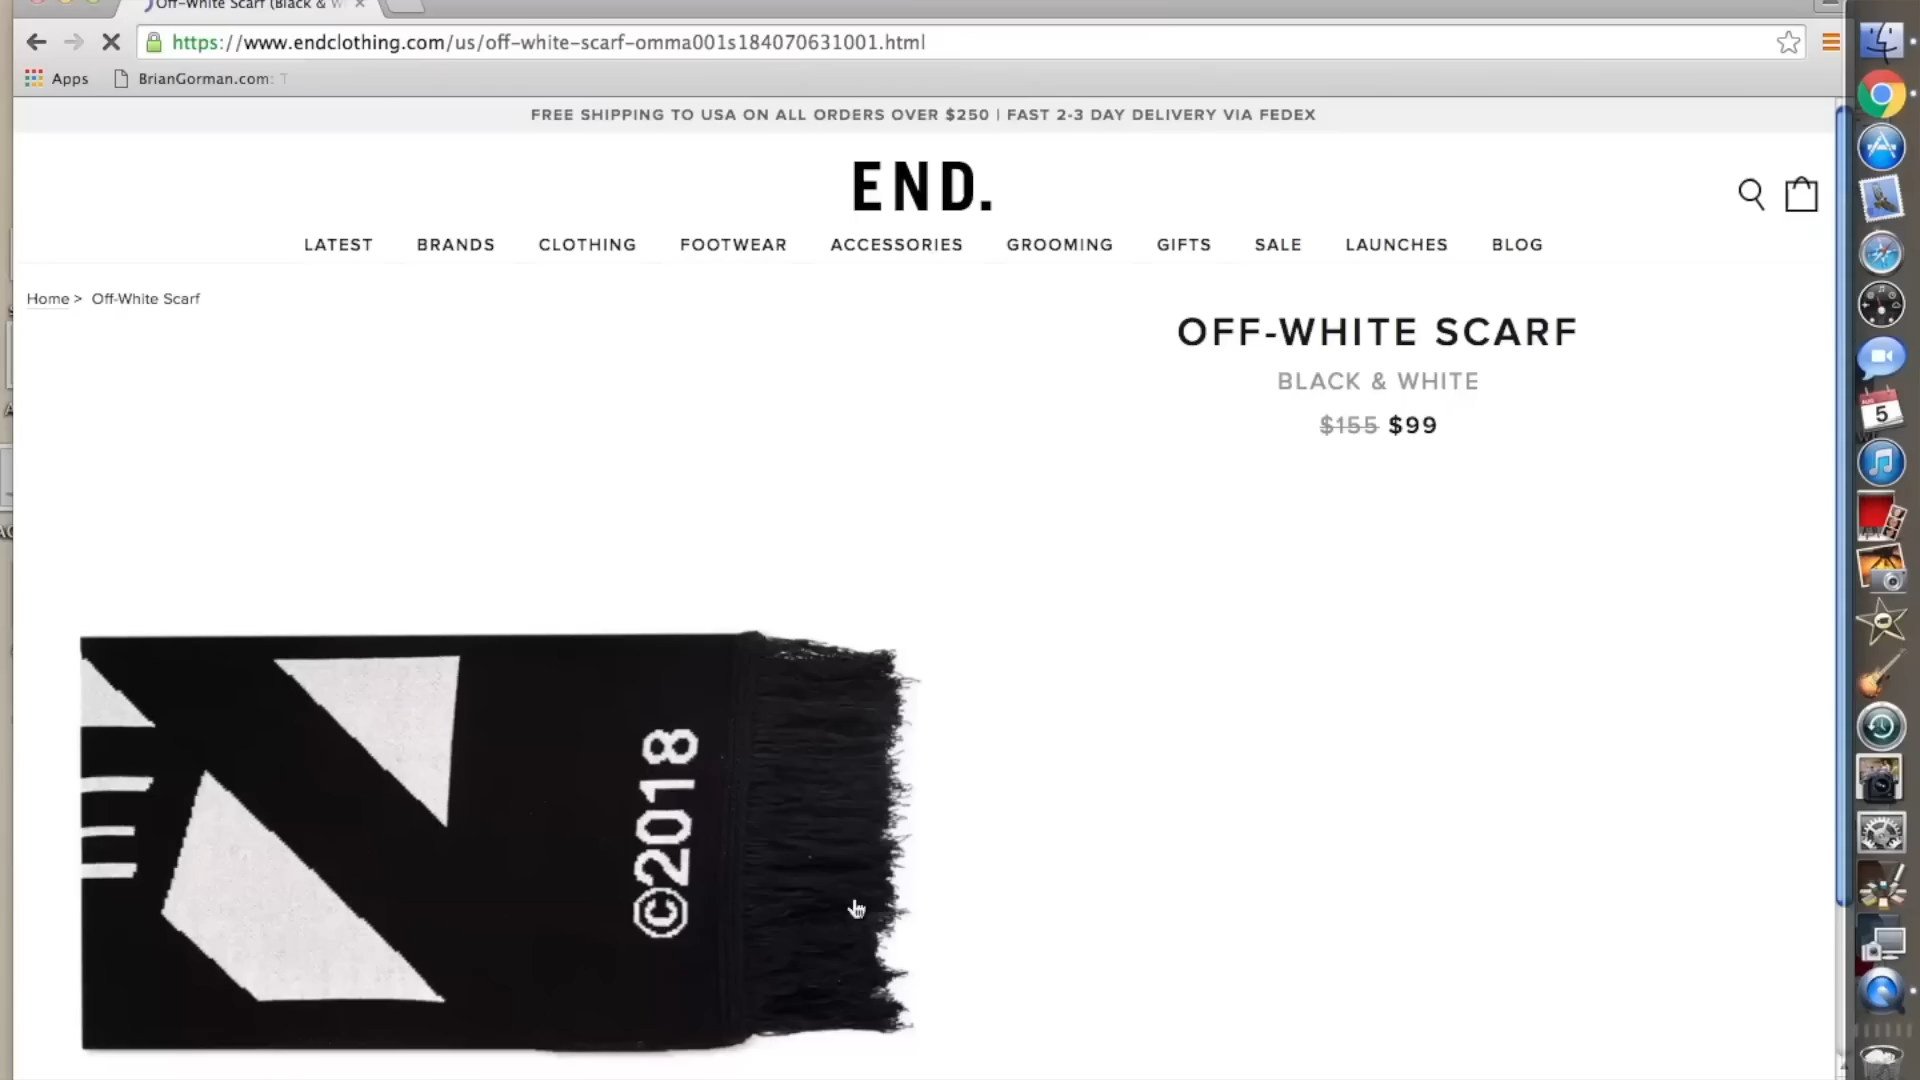 Off-White Scarf (Black & W
https://www.endclothing.com/us/off-white-scarf-omma001s184070631001.html
Apps
BrianGorman.com: T
FREE SHIPPING TO USA ON ALL ORDERS OVER $250 | FAST 2-3 DAY DELIVERY VIA FEDEX
END.
LATEST BRANDS CLOTHING FOOTWEAR ACCESSORIES GROOMING GIFTS SALE LAUNCHES BLOG
Home > Off-White Scarf
OFF-WHITE SCARF
BLACK & WHITE
$155 $99
©2018
AUG
5